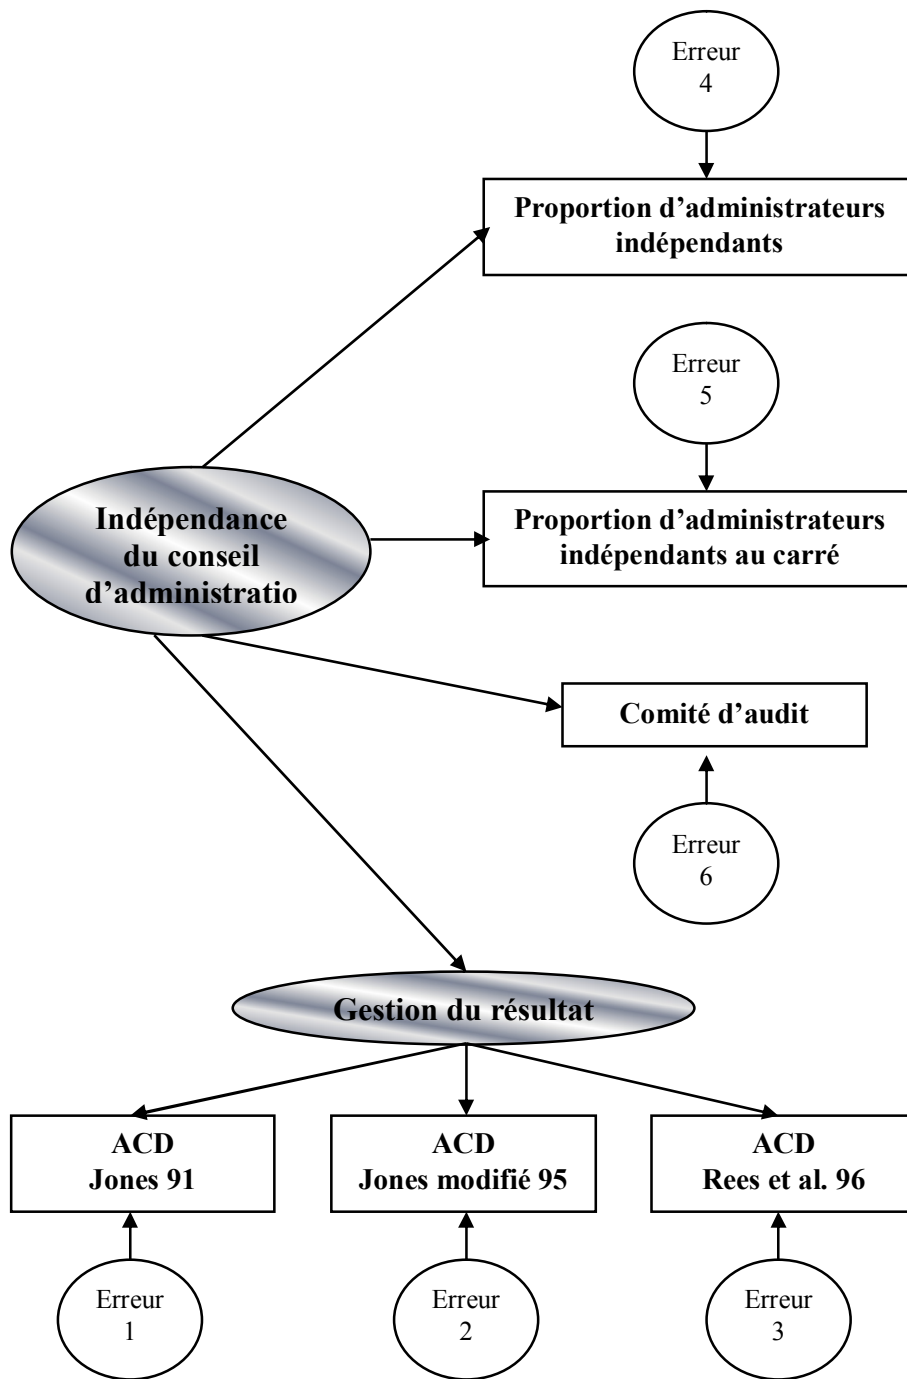 Erreur
4
Proportion d’administrateurs
indépendants
Erreur
5
Proportion d’administrateurs
indépendants au carré
Indépendance
du conseil
d’administratio
Comité d’audit
Erreur
6
Gestion du résultat
ACD
Jones 91
ACD
Jones modifié 95
ACD
Rees et al. 96
Erreur
1
Erreur
2
Erreur
3